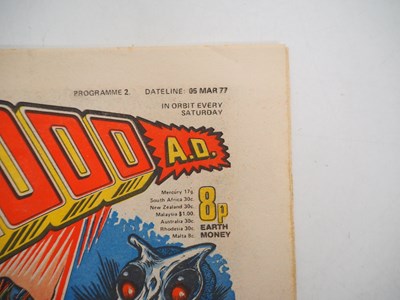 PROGRAMME 2. DATELINE: 05 MAR 77
IN ORBIT EVERY
SATURDAY
000
A.D.
Mercury 17g
South Africa 30c
New Zealand 30c
Malaysia $1.00
Australia 30c
Rhodesia 30c
Malta 8c
8p
EARTH
MONEY